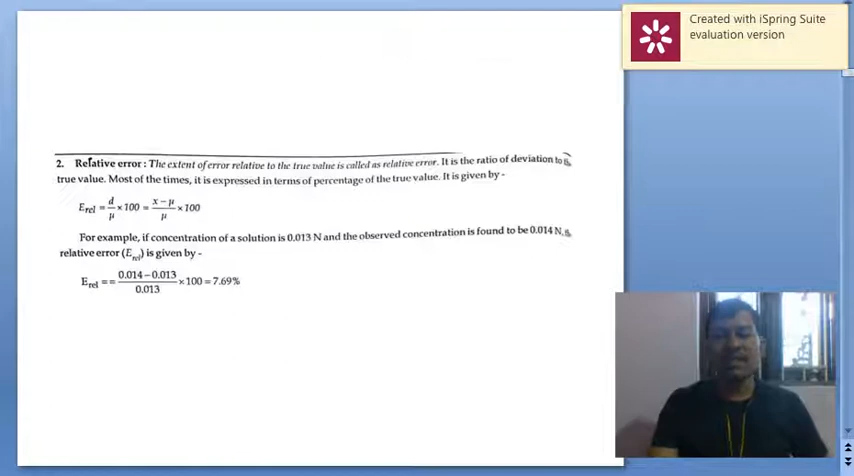 Created with iSpring Suite
evaluation version
2. Relative error : The extent of error relative to the true value is called as relative error. It is the ratio of deviation to
true value. Most of the times, it is expressed in terms of percentage of the true value. It is given by -
E_rel = d/μ × 100 = x − μ/μ × 100
For example, if concentration of a solution is 0.013 N and the observed concentration is found to be 0.014 N,
relative error (E_rel) is given by -
E_rel = = 0.014 − 0.013/0.013 × 100 = 7.69%